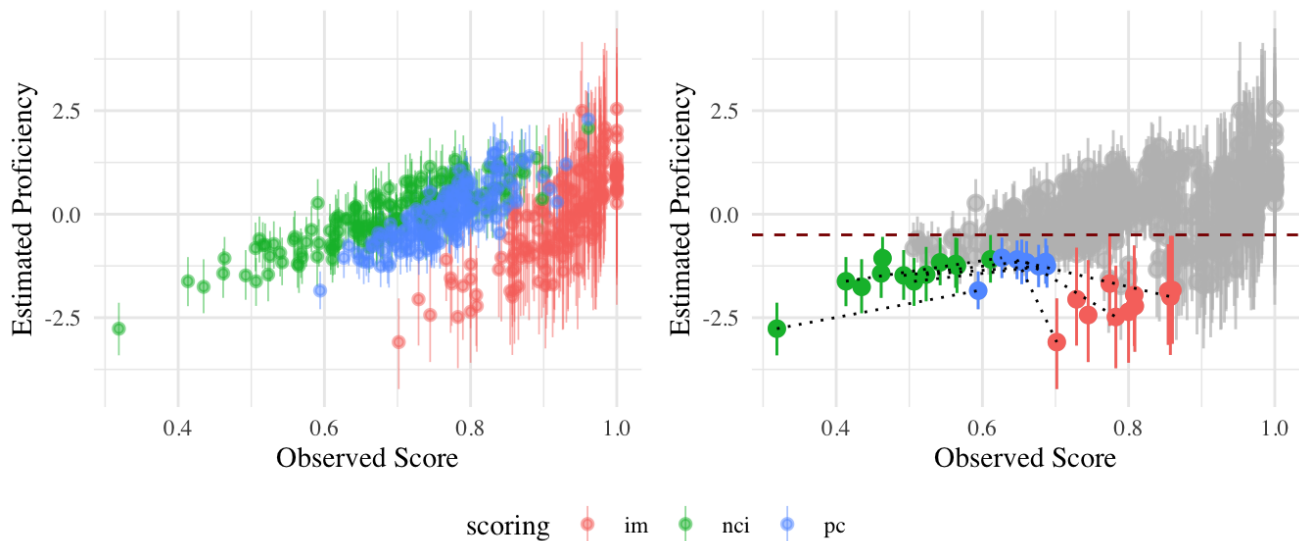 2.5
0.0
-2.5
Estimated Proficiency
0.4 0.6 0.8 1.0
Observed Score
2.5
0.0
-2.5
Estimated Proficiency
0.4 0.6 0.8 1.0
Observed Score
scoring im nci pc